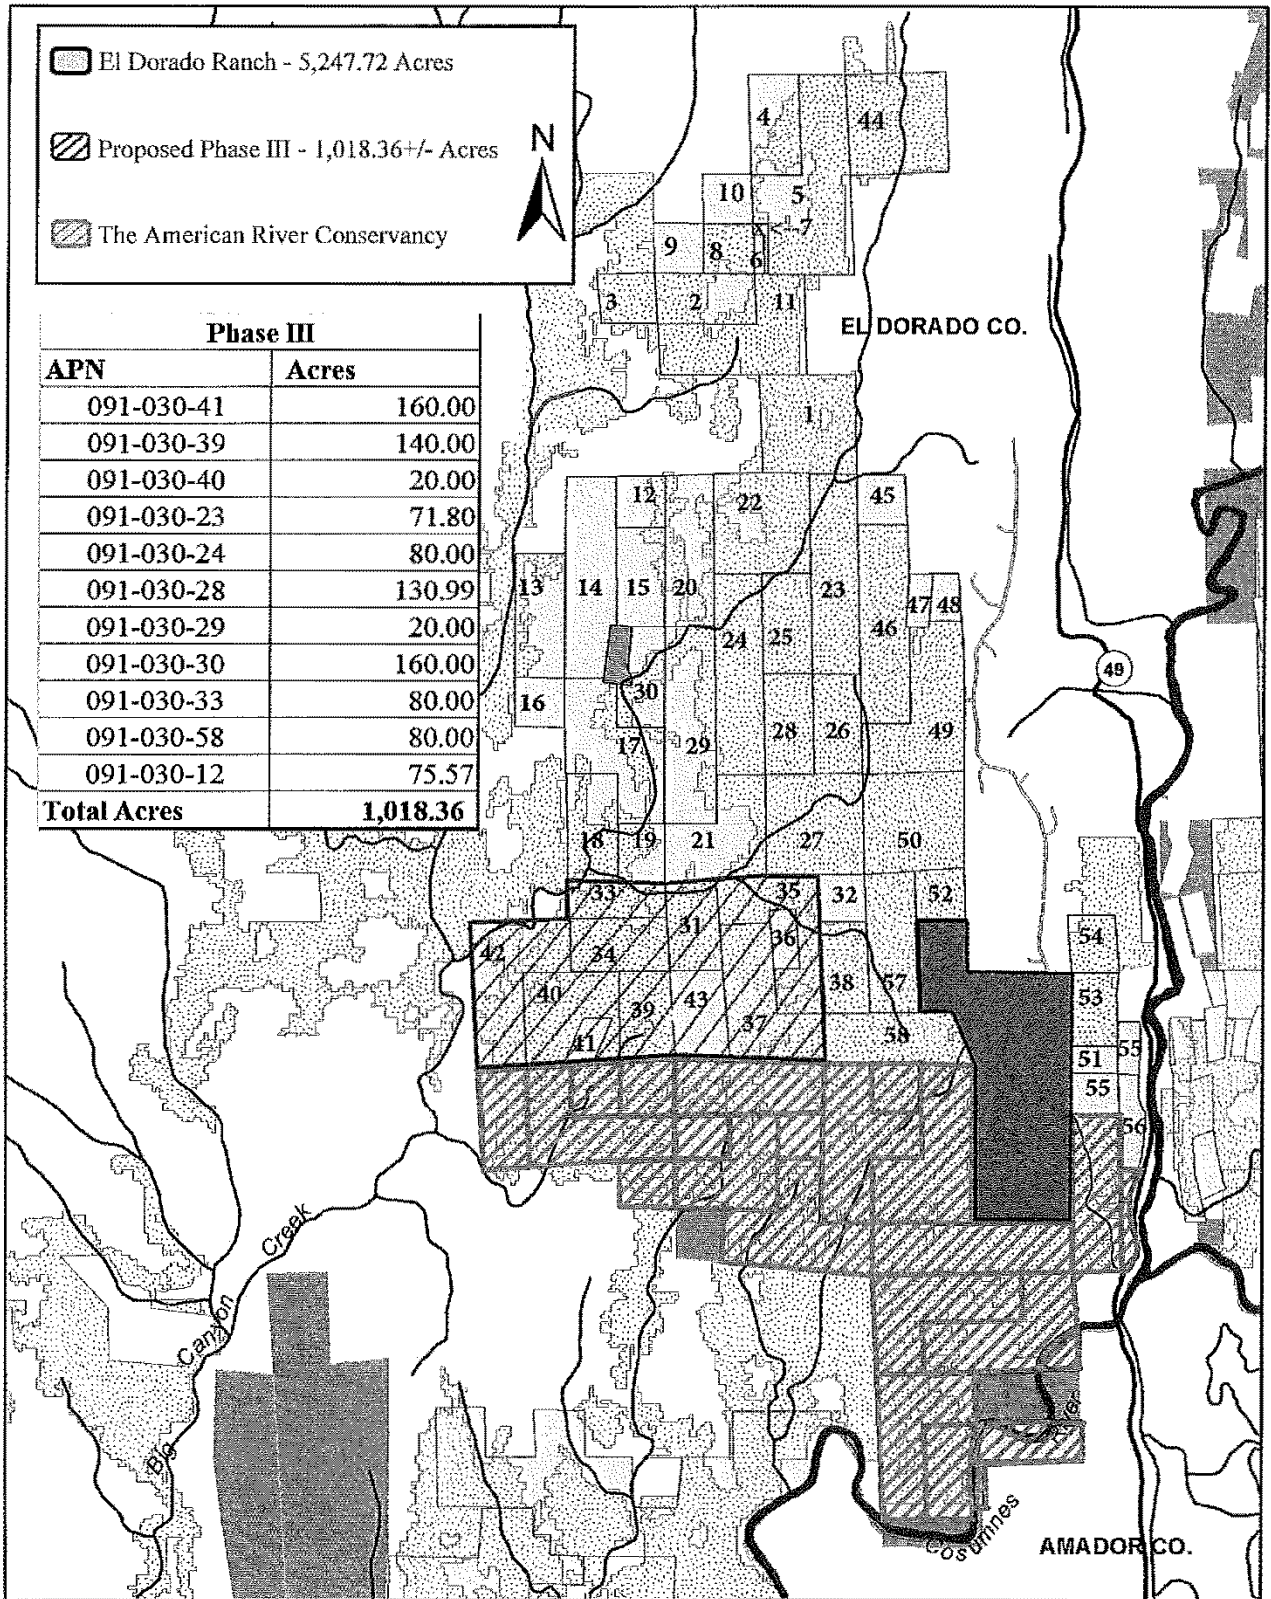 El Dorado Ranch - 5,247.72 Acres
Proposed Phase III - 1,018.36+/- Acres
N
The American River Conservancy
Phase III
APN Acres
091-030-41 160.00
091-030-39 140.00
091-030-40 20.00
091-030-23 71.80
091-030-24 80.00
091-030-28 130.99
091-030-29 20.00
091-030-30 160.00
091-030-33 80.00
091-030-58 80.00
091-030-12 75.57
Total Acres 1,018.36
4 44
10 5
7
9 8 6
3 2 11
EL DORADO CO.
1
12 22 45
13 14 15 20 23
47 48
24 25 46
49
16 30
17 29 28 26 49
18 19 21 27 50
33 35 32 52
31 36 54
42 34
40 39 43 38 57 53
41 37 58 55
51
55
56
Creek
Canyon
Big
River
Cosumnes
AMADOR CO.